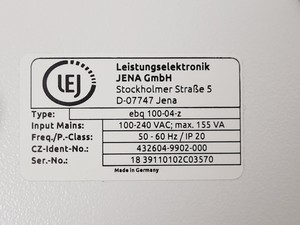 LEJ
Leistungselektronik
JENA GmbH
Stockholmer Straße 5
D-07747 Jena
Type: ebq 100-04-z
Input Mains: 100-240 VAC; max. 155 VA
Freq./P.-Class: 50 - 60 Hz / IP 20
CZ-Ident-No.: 432604-9902-000
Ser.-No.: 18 39110102C03570
Made in Germany